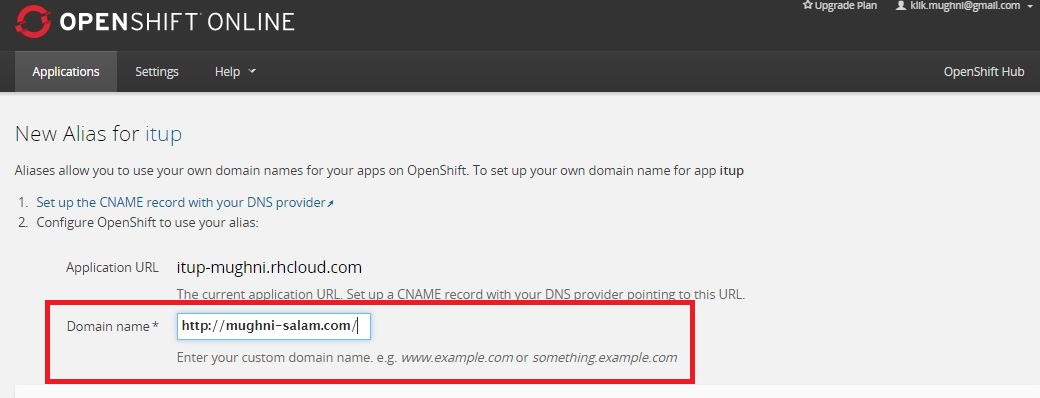 Upgrade Plan klik.mughni@gmail.com
OPENSHIFT ONLINE
Applications Settings Help OpenShift Hub
New Alias for itup
Aliases allow you to use your own domain names for your apps on OpenShift. To set up your own domain name for app itup
1. Set up the CNAME record with your DNS provider
2. Configure OpenShift to use your alias:
Application URL itup-mughni.rhcloud.com
The current application URL. Set up a CNAME record with your DNS provider pointing to this URL.
Domain name * http://mughni-salam.com/
Enter your custom domain name. e.g. www.example.com or something.example.com